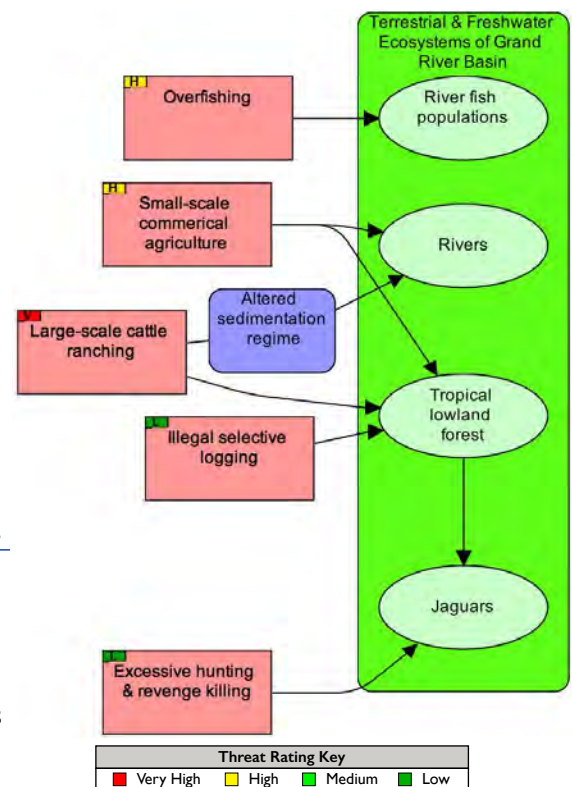 Terrestrial & Freshwater
Ecosystems of Grand
River Basin
H
Overfishing
River fish
populations
H
Small-scale
commerical
agriculture
Rivers
Altered
sedimentation
regime
V
Large-scale cattle
ranching
Tropical
lowland
forest
L
Illegal selective
logging
Jaguars
L
Excessive hunting
& revenge killing
Threat Rating Key
Very High High Medium Low